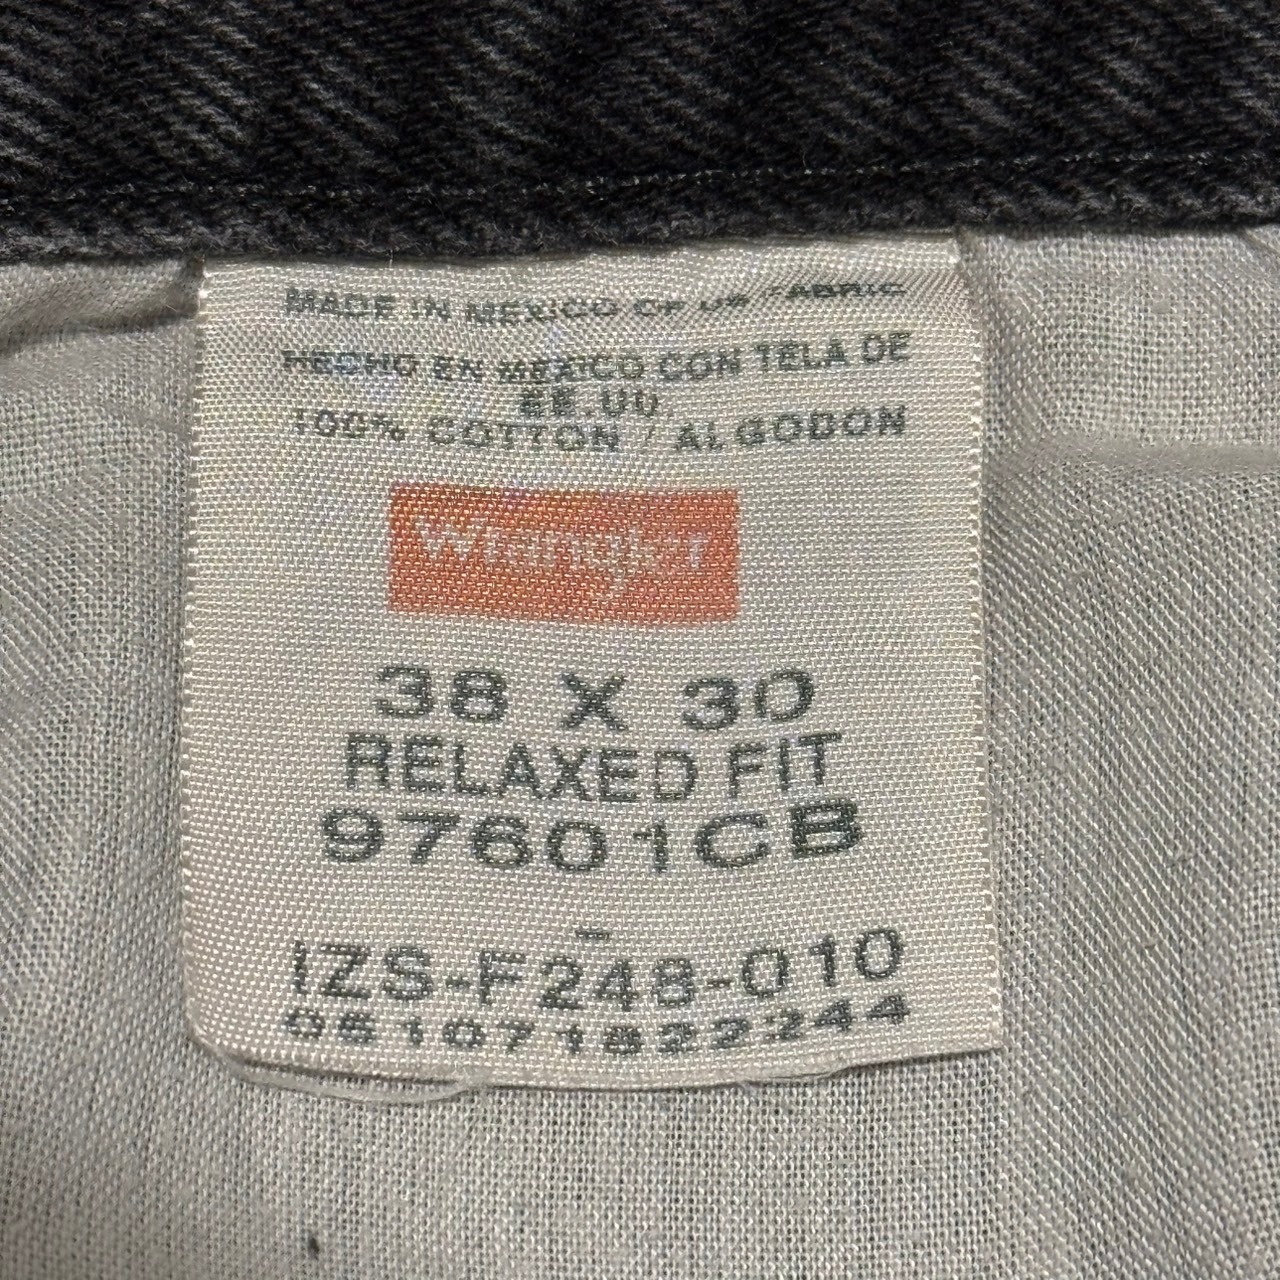 MADE IN MEXICO OF US FABRIC
HECHO EN MEXICO CON TELA DE
EE.UU.
100% COTTON / ALGODON
Wrangler
38 X 30
RELAXED FIT
97601CB
-
IZS-F248-010
051071822244